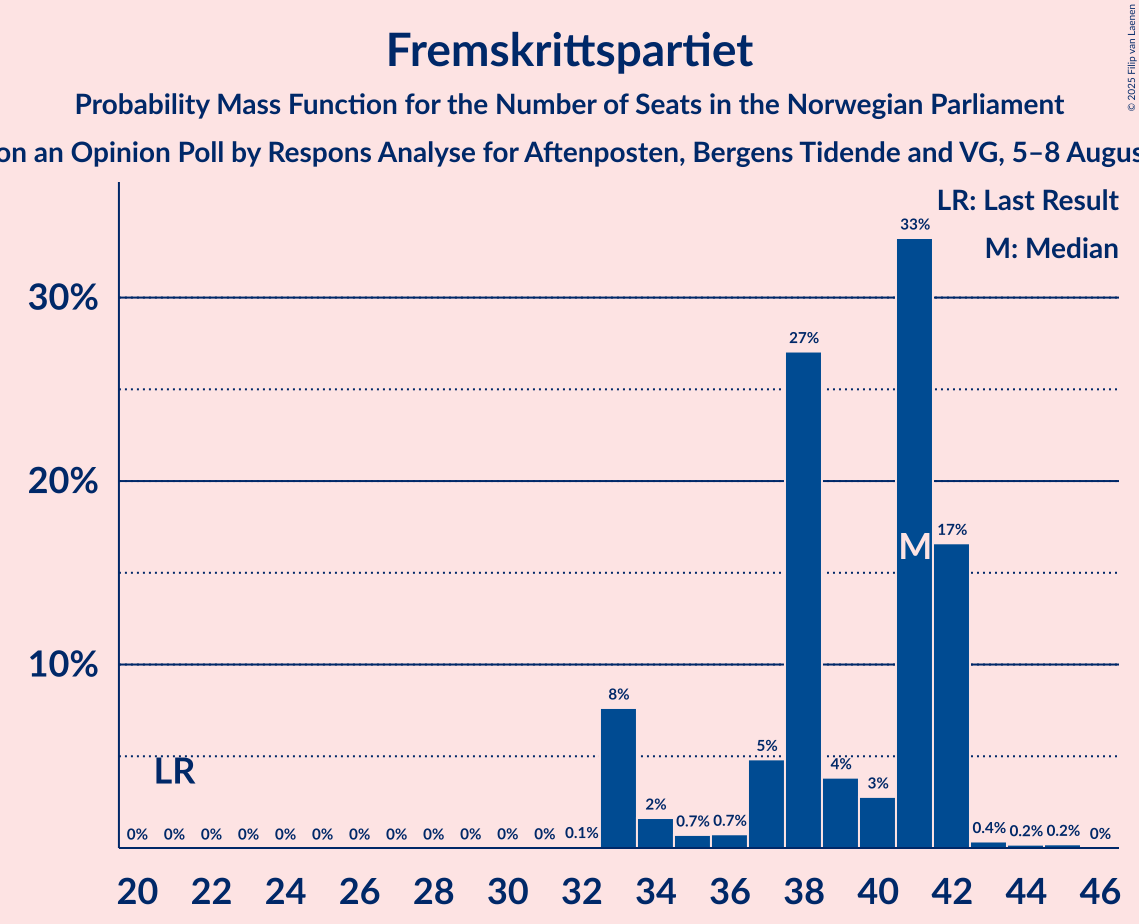 Fremskrittspartiet
Probability Mass Function for the Number of Seats in the Norwegian Parliament
on an Opinion Poll by Respons Analyse for Aftenposten, Bergens Tidende and VG, 5–8 Augus
© 2025 Filip van Laenen
LR: Last Result
M: Median
33%
30%
27%
20%
17%
M
10%
8%
5%
4%
LR
3%
2%
0% 0% 0% 0% 0% 0% 0% 0% 0% 0% 0% 0% 0.1% 0.7% 0.7% 0.4% 0.2% 0.2% 0%
20 22 24 26 28 30 32 34 36 38 40 42 44 46